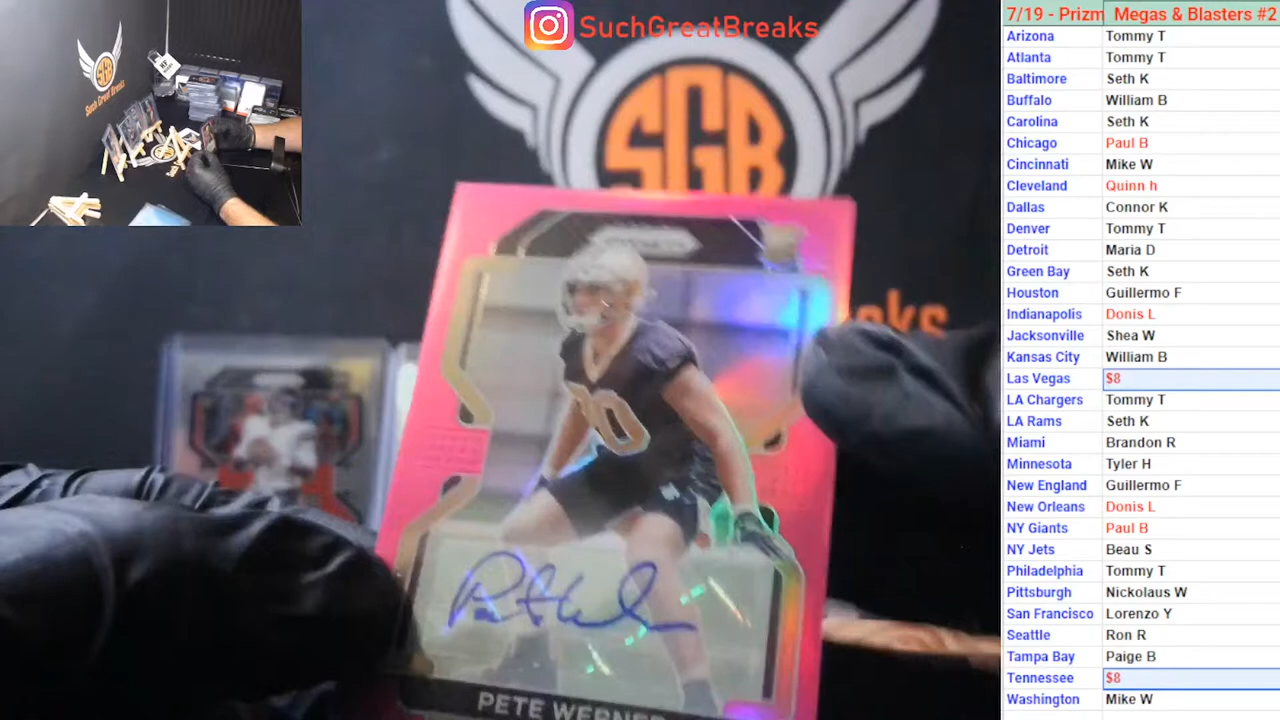 SuchGreatBreaks
SGB
Such Great Breaks
eaks
PETE WERNER
7/19 - Prizm Megas & Blasters #2
Arizona Tommy T
Atlanta Tommy T
Baltimore Seth K
Buffalo William B
Carolina Seth K
Chicago Paul B
Cincinnati Mike W
Cleveland Quinn h
Dallas Connor K
Denver Tommy T
Detroit Maria D
Green Bay Seth K
Houston Guillermo F
Indianapolis Donis L
Jacksonville Shea W
Kansas City William B
Las Vegas $8
LA Chargers Tommy T
LA Rams Seth K
Miami Brandon R
Minnesota Tyler H
New England Guillermo F
New Orleans Donis L
NY Giants Paul B
NY Jets Beau S
Philadelphia Tommy T
Pittsburgh Nickolaus W
San Francisco Lorenzo Y
Seattle Ron R
Tampa Bay Paige B
Tennessee $8
Washington Mike W